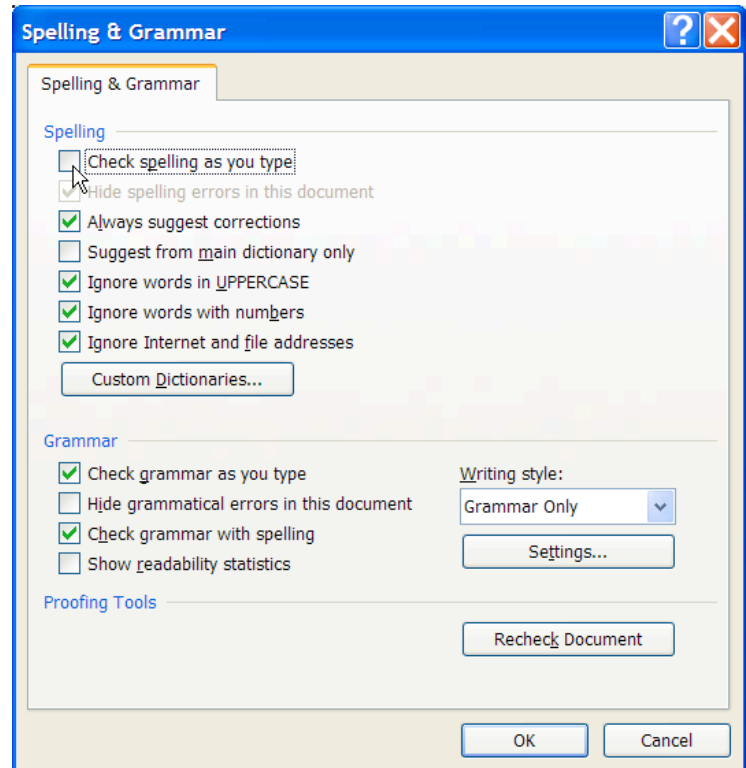 Spelling & Grammar
Spelling & Grammar
Spelling
Check spelling as you type
Hide spelling errors in this document
Always suggest corrections
Suggest from main dictionary only
Ignore words in UPPERCASE
Ignore words with numbers
Ignore Internet and file addresses
Custom Dictionaries...
Grammar
Check grammar as you type
Writing style:
Hide grammatical errors in this document
Grammar Only
Check grammar with spelling
Settings...
Show readability statistics
Proofing Tools
Recheck Document
OK Cancel